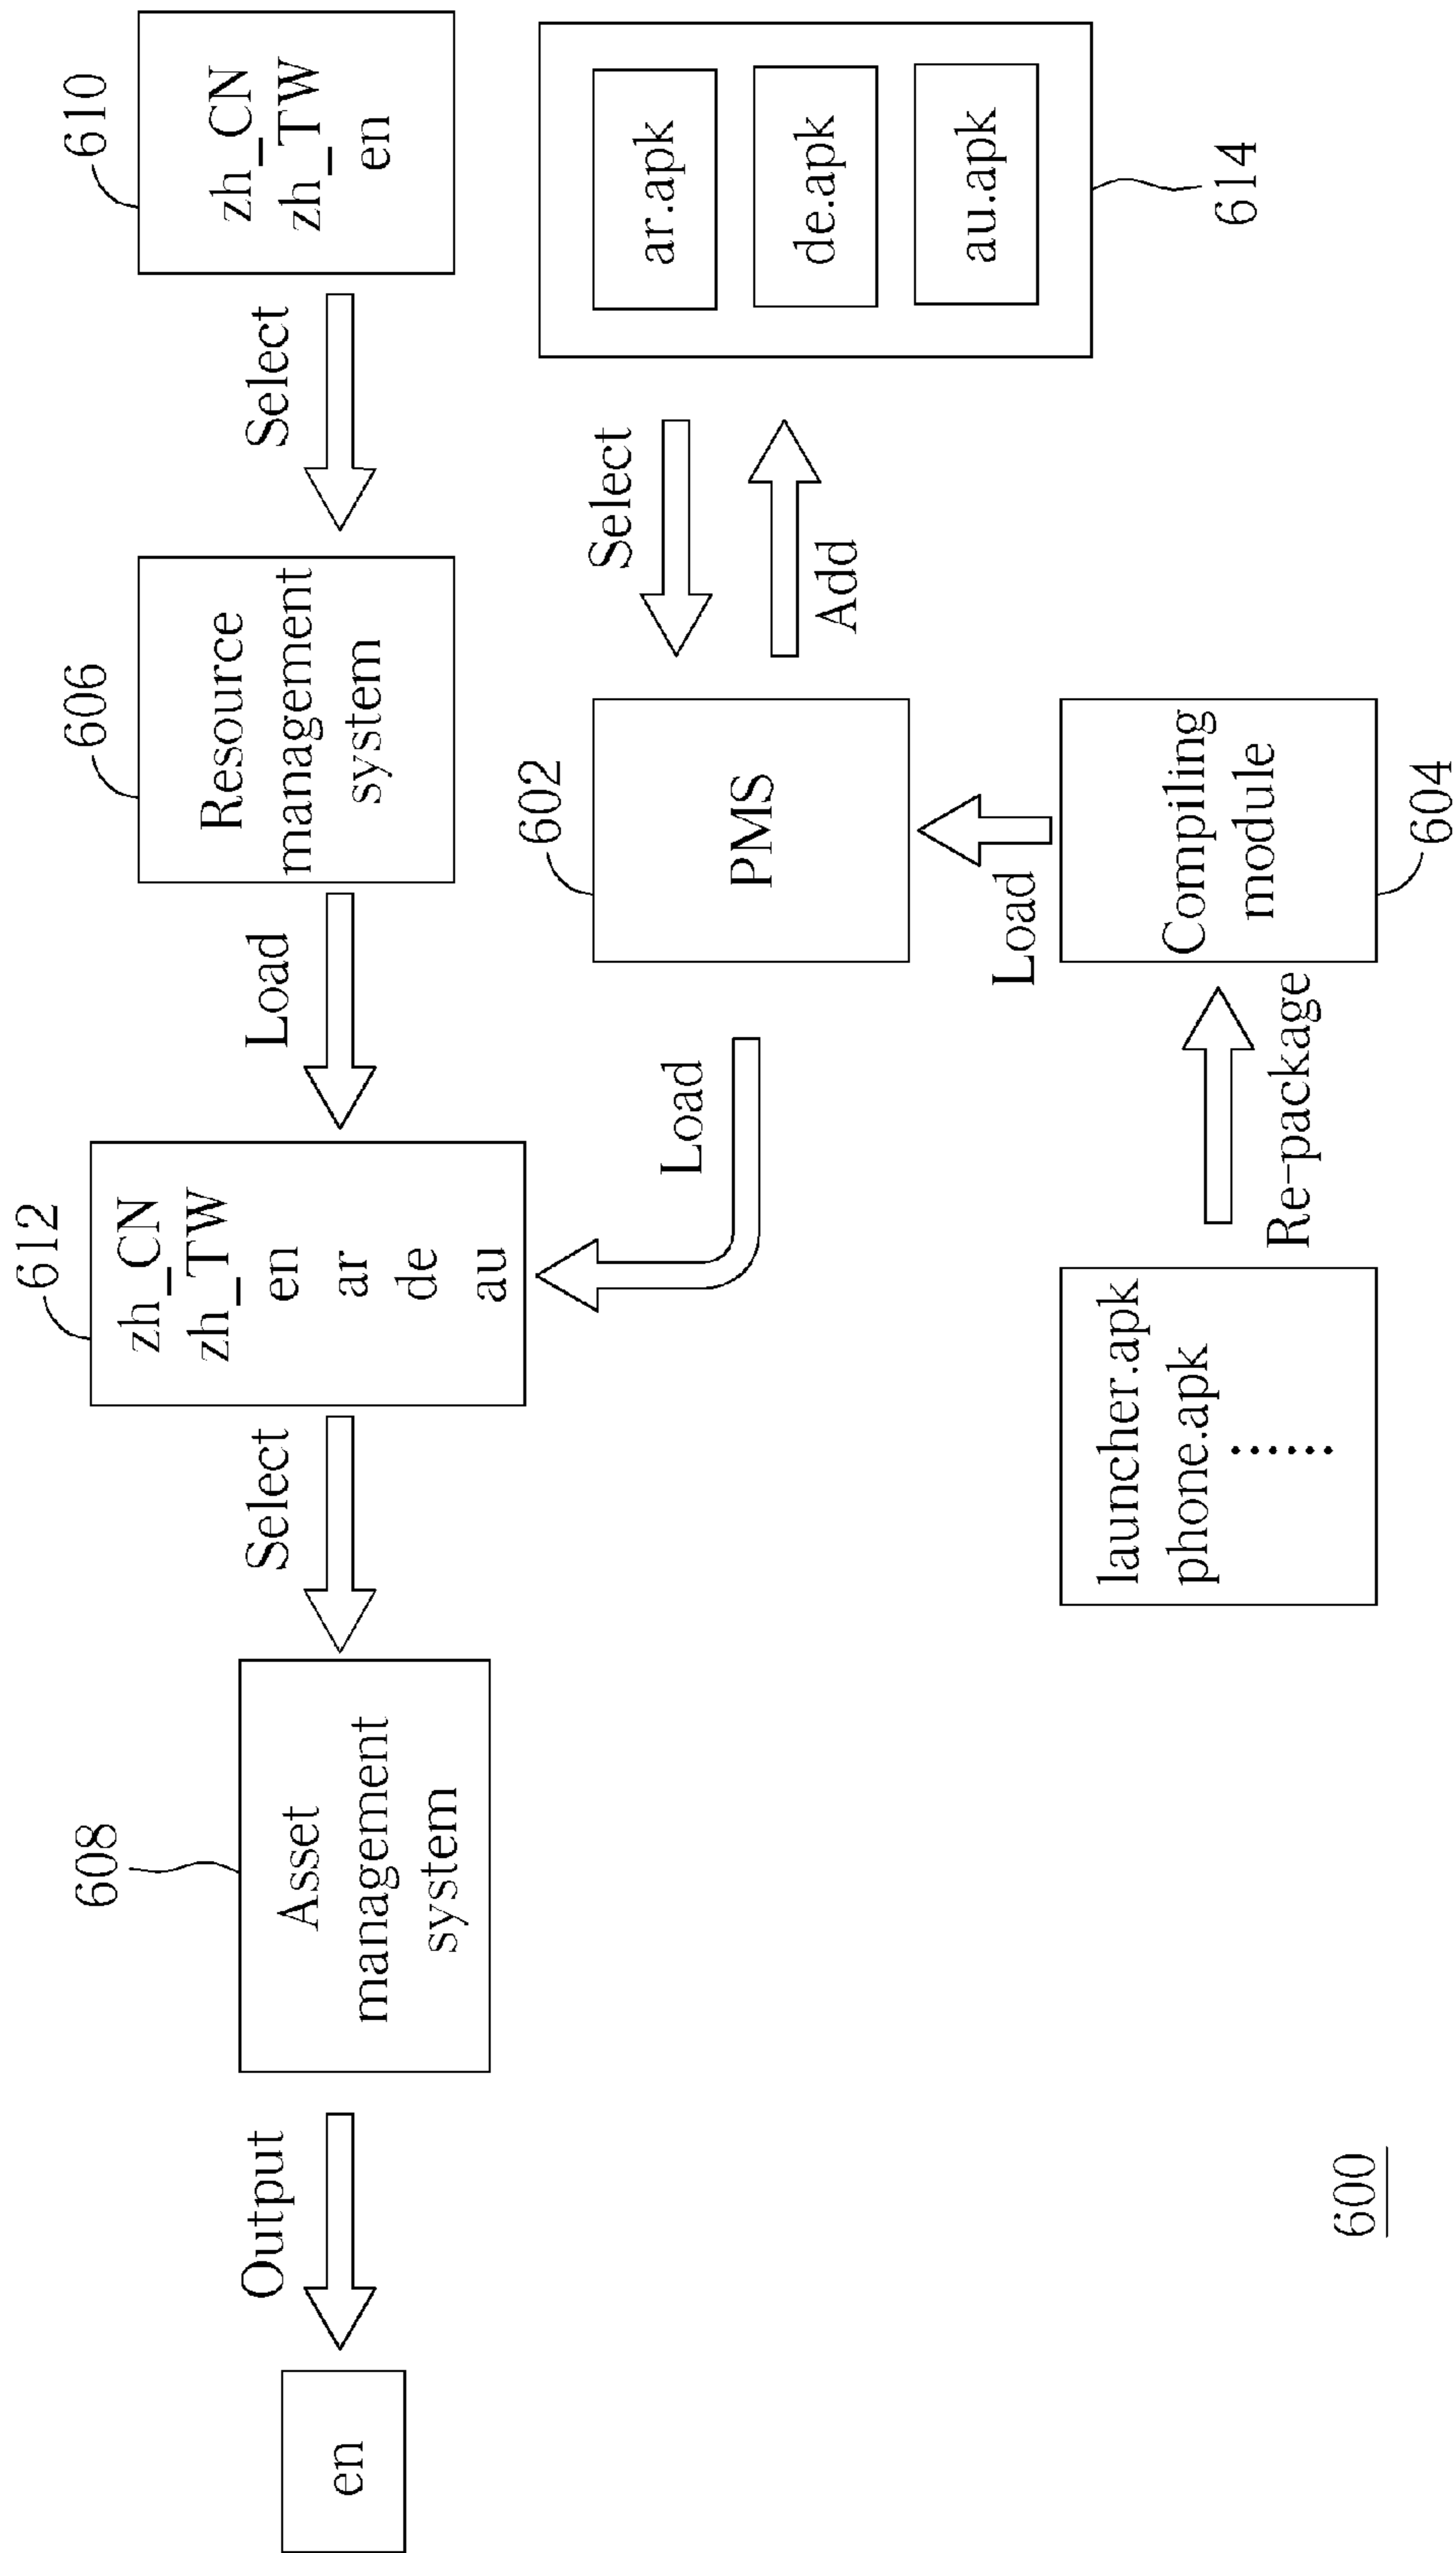 en
Output
608
Asset
management
system
Select
612
zh_CN
zh_TW
en
ar
de
au
Load
606
Resource
management
system
Select
610
zh_CN
zh_TW
en
Load
602
PMS
Select
Add
ar.apk
de.apk
au.apk
614
launcher.apk
phone.apk
......
Re-package
Load
Compiling
module
604
600